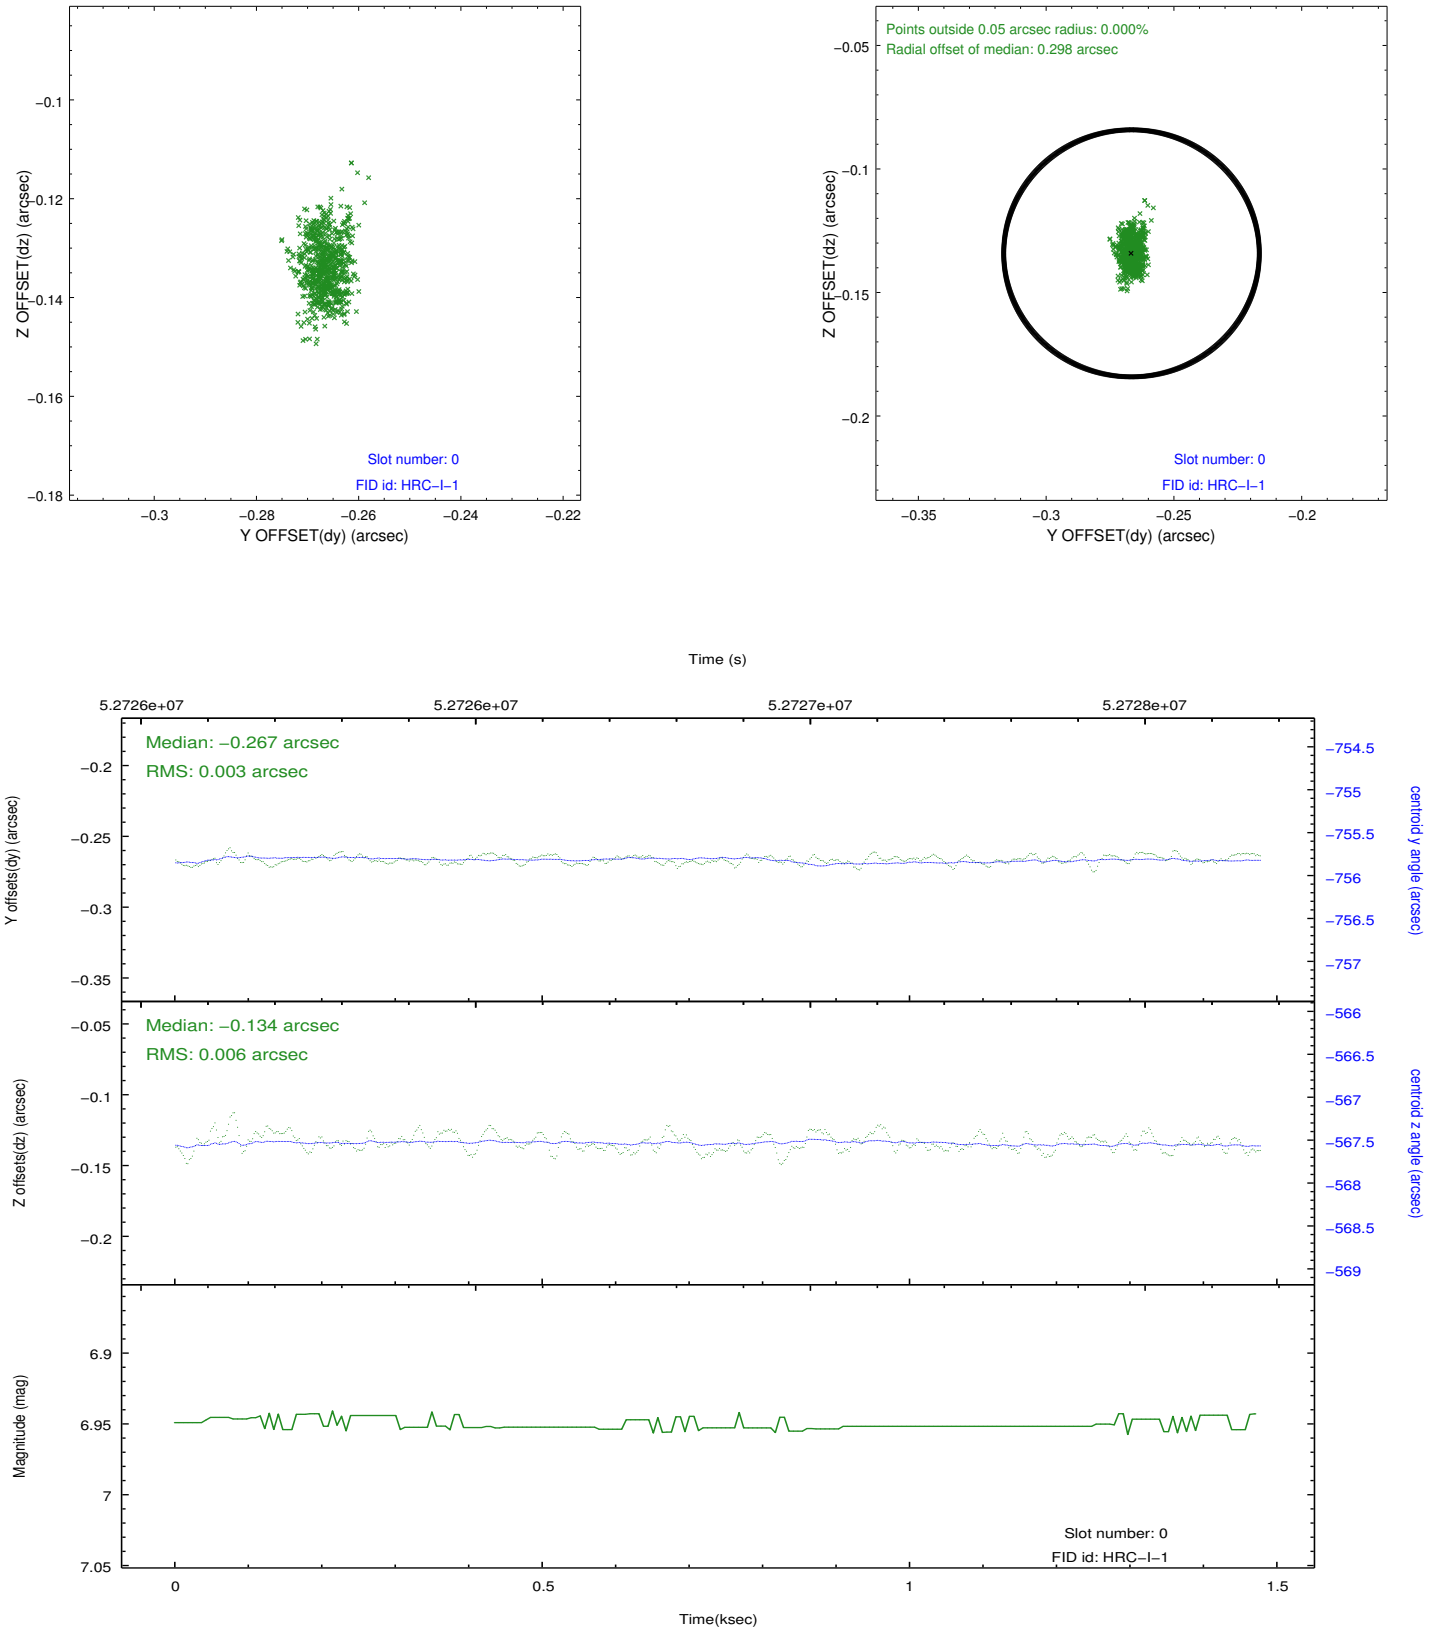 −0.1
−0.12
−0.14
−0.16
−0.18
Z OFFSET(dz) (arcsec)
Slot number: 0
FID id: HRC−I−1
−0.3
−0.28
−0.26
−0.24
−0.22
Y OFFSET(dy) (arcsec)
Points outside 0.05 arcsec radius: 0.000%
Radial offset of median: 0.298 arcsec
−0.05
−0.1
−0.15
−0.2
Z OFFSET(dz) (arcsec)
Slot number: 0
FID id: HRC−I−1
−0.35
−0.3
−0.25
−0.2
Y OFFSET(dy) (arcsec)
Time (s)
5.2726e+07
5.2726e+07
5.2727e+07
5.2728e+07
Median: −0.267 arcsec
RMS: 0.003 arcsec
−0.2
−0.25
−0.3
−0.35
Y offsets(dy) (arcsec)
−754.5
−755
−755.5
−756
−756.5
−757
centroid y angle (arcsec)
Median: −0.134 arcsec
RMS: 0.006 arcsec
−0.05
−0.1
−0.15
−0.2
Z offsets(dz) (arcsec)
−566
−566.5
−567
−567.5
−568
−568.5
−569
centroid z angle (arcsec)
6.9
6.95
7
7.05
Magnitude (mag)
Slot number: 0
FID id: HRC−I−1
0
0.5
1
1.5
Time(ksec)